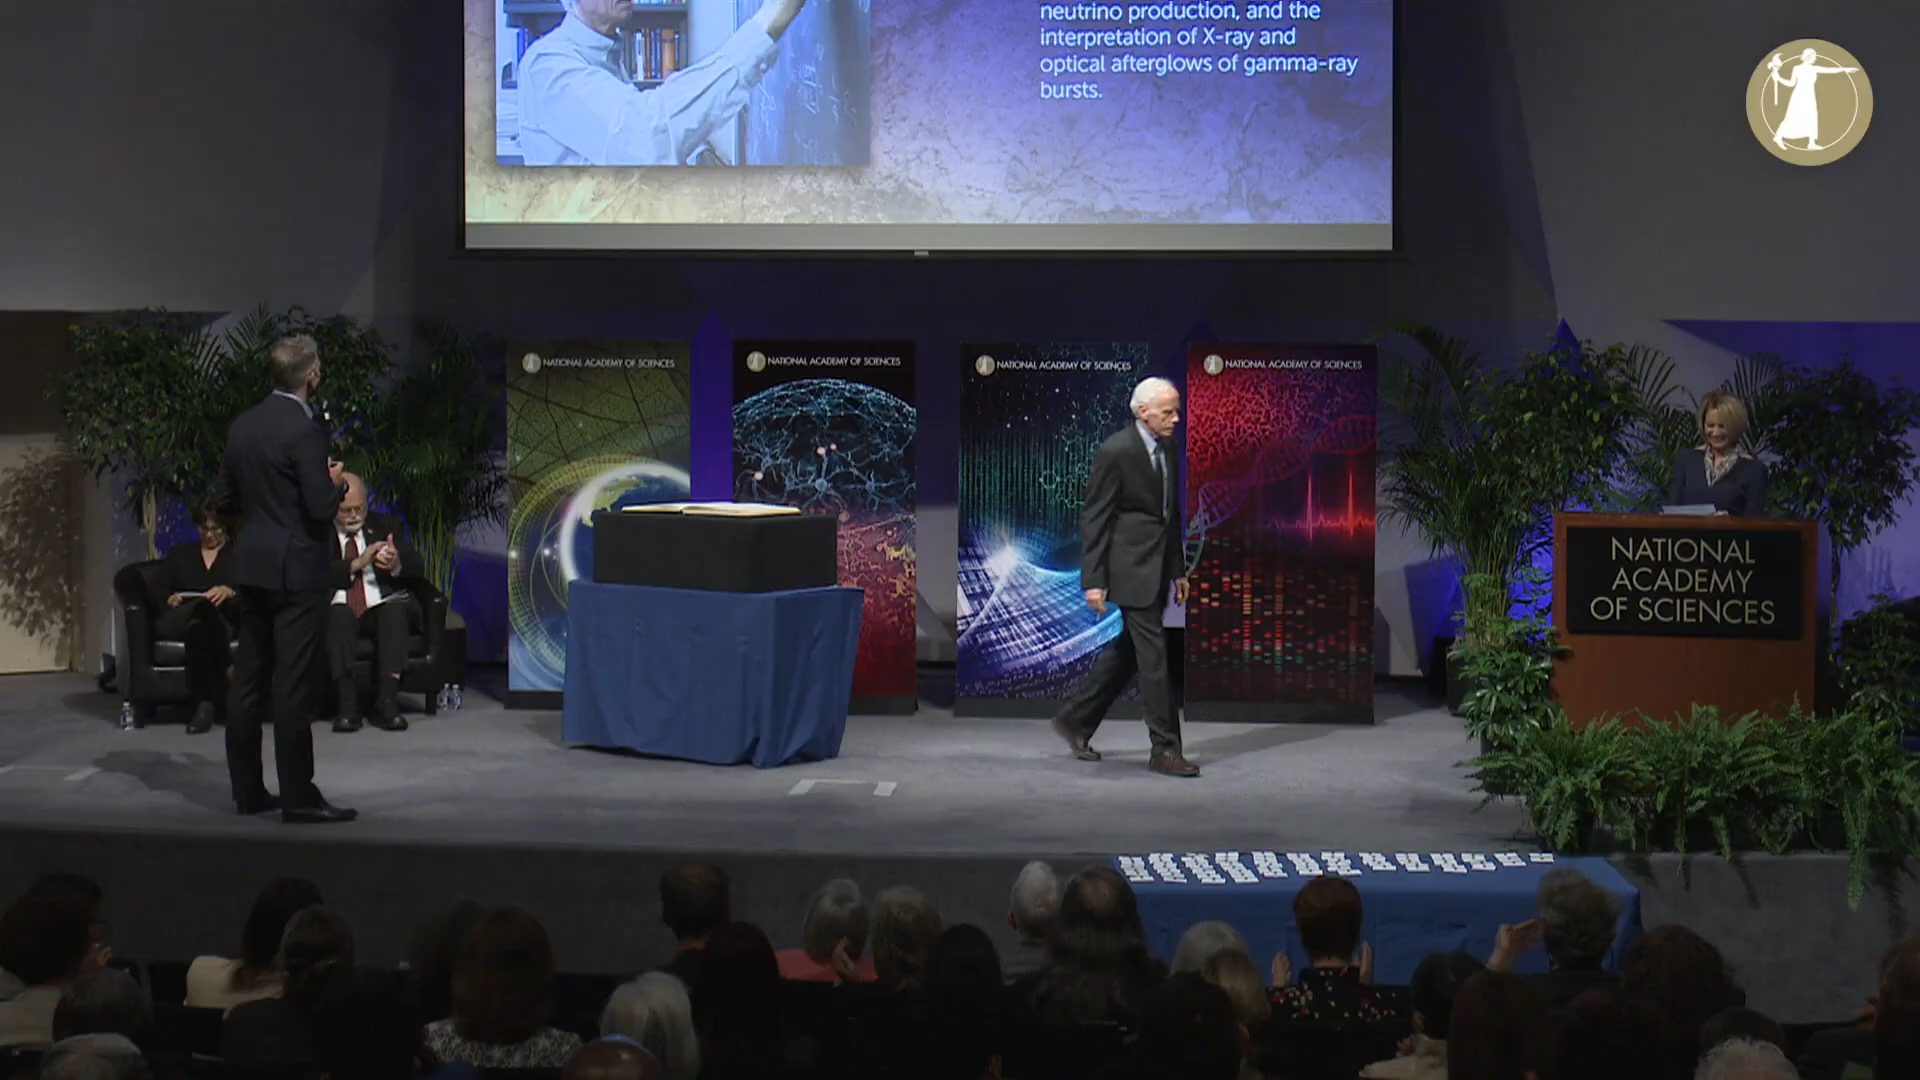 neutrino production, and the
interpretation of X-ray and
optical afterglows of gamma-ray
bursts.
NATIONAL ACADEMY OF SCIENCES
NATIONAL ACADEMY OF SCIENCES
NATIONAL ACADEMY OF SCIENCES
NATIONAL ACADEMY OF SCIENCES
NATIONAL
ACADEMY
OF SCIENCES